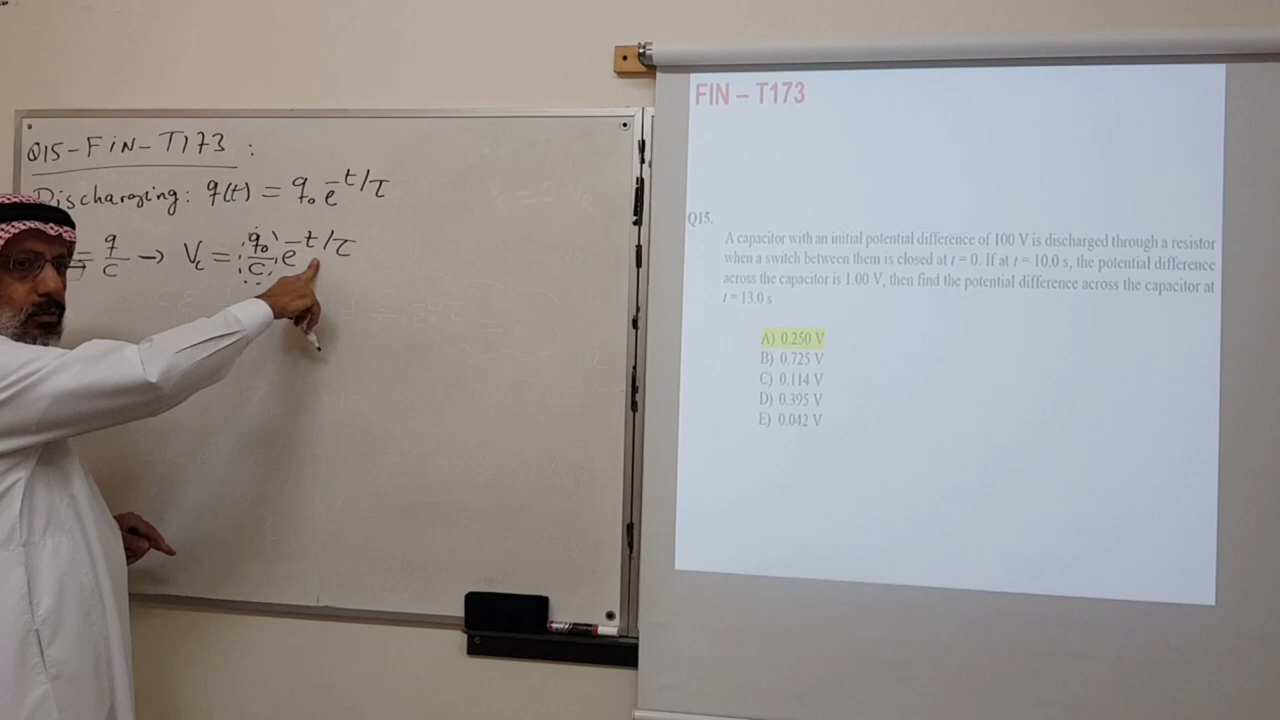 Q15-FIN-T173 :
Discharging: q(t) = q₀ e^-t/τ
= q/C → Vc = q₀/C e^-t/τ
FIN – T173
Q15.
A capacitor with an initial potential difference of 100 V is discharged through a resistor
when a switch between them is closed at t = 0. If at t = 10.0 s, the potential difference
across the capacitor is 1.00 V, then find the potential difference across the capacitor at
t = 13.0 s
A) 0.250 V
B) 0.725 V
C) 0.114 V
D) 0.395 V
E) 0.042 V